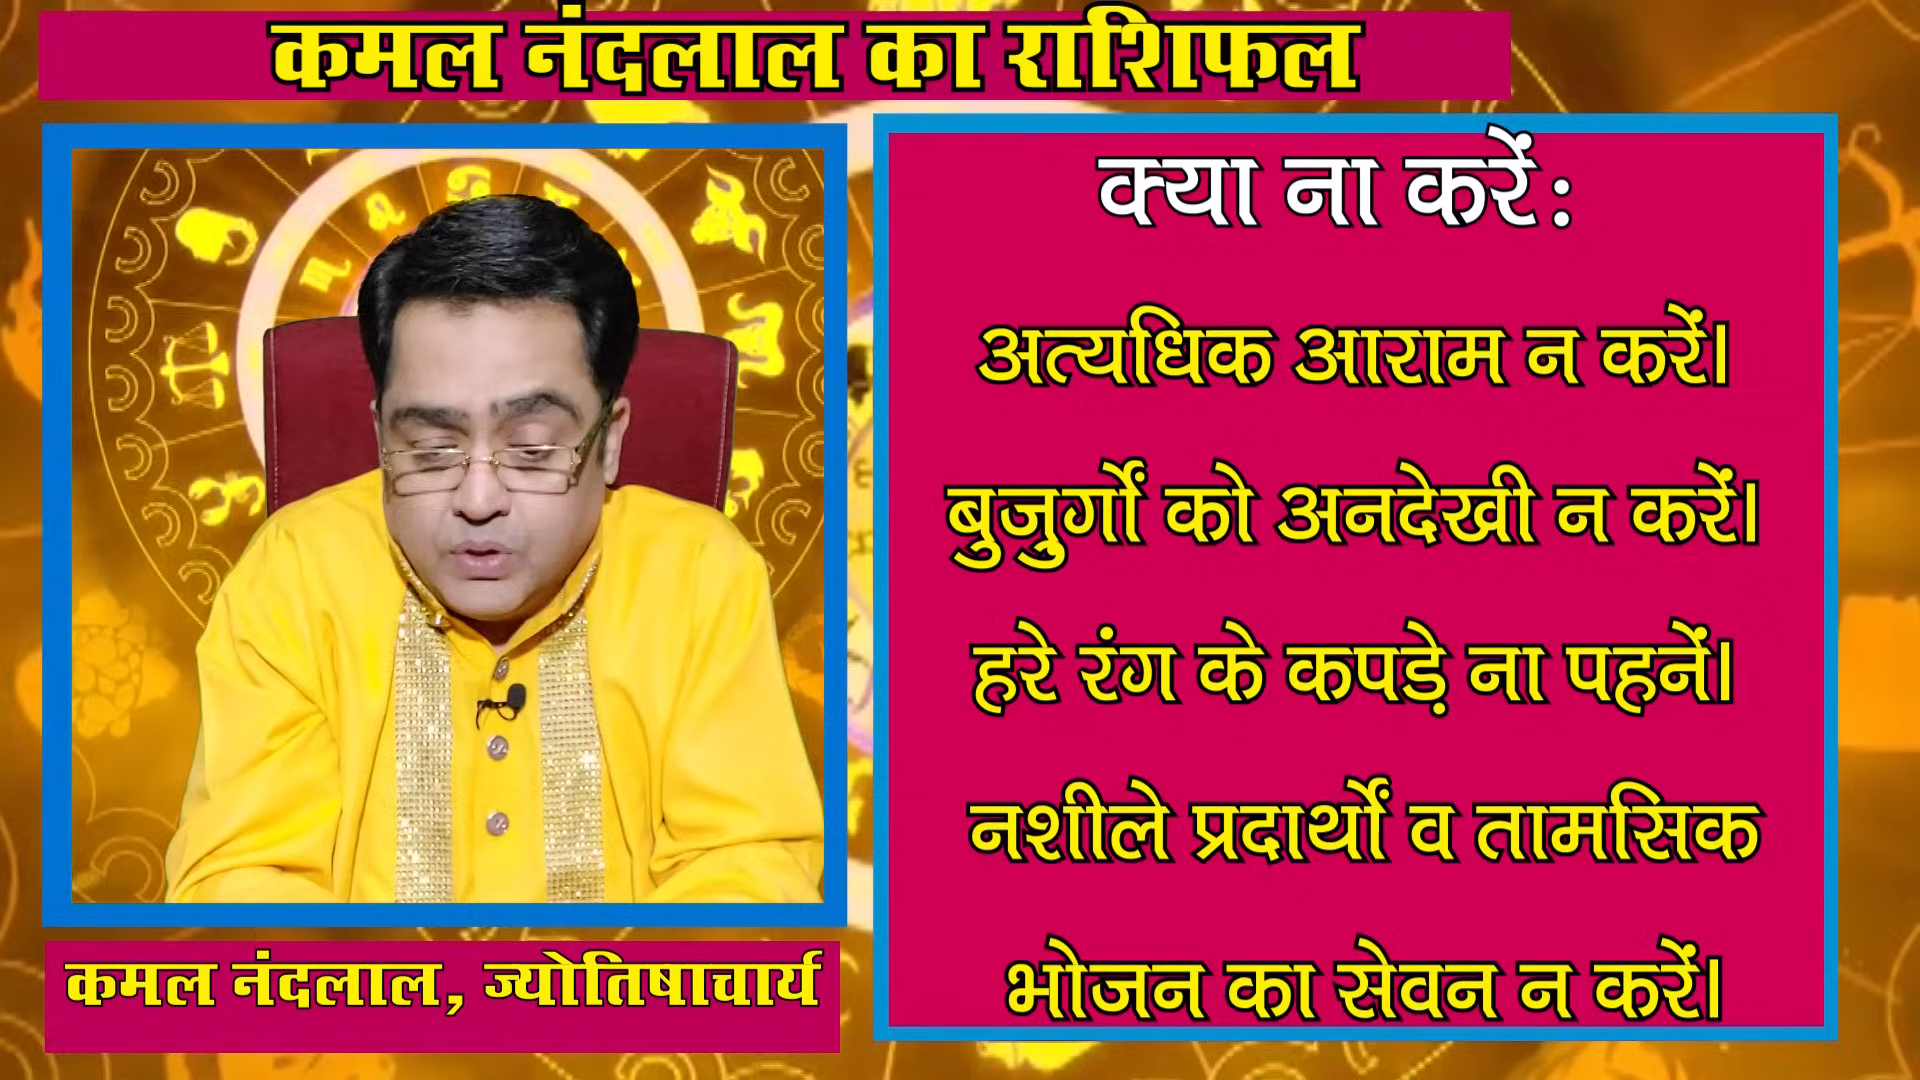 कमल नंदलाल का राशिफल
क्या ना करें:
अत्यधिक आराम न करें।
बुजुर्गों को अनदेखी न करें।
हरे रंग के कपड़े ना पहनें।
नशीले प्रदार्थों व तामसिक
भोजन का सेवन न करें।
कमल नंदलाल, ज्योतिषाचार्य